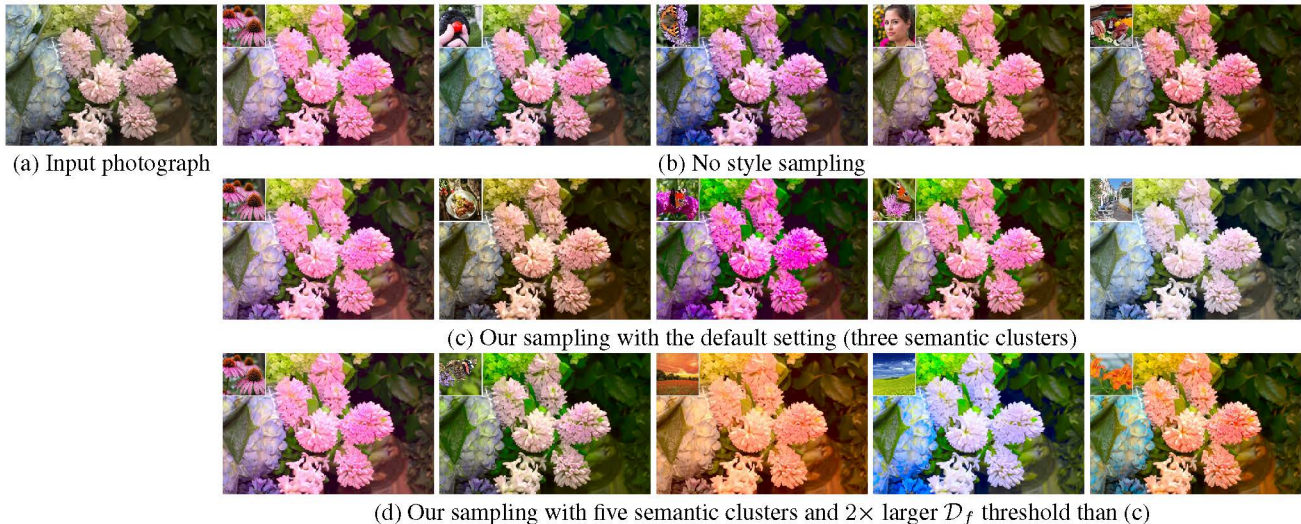 (a) Input photograph
(b) No style sampling
(c) Our sampling with the default setting (three semantic clusters)
(d) Our sampling with five semantic clusters and 2× larger 𝒟f threshold than (c)